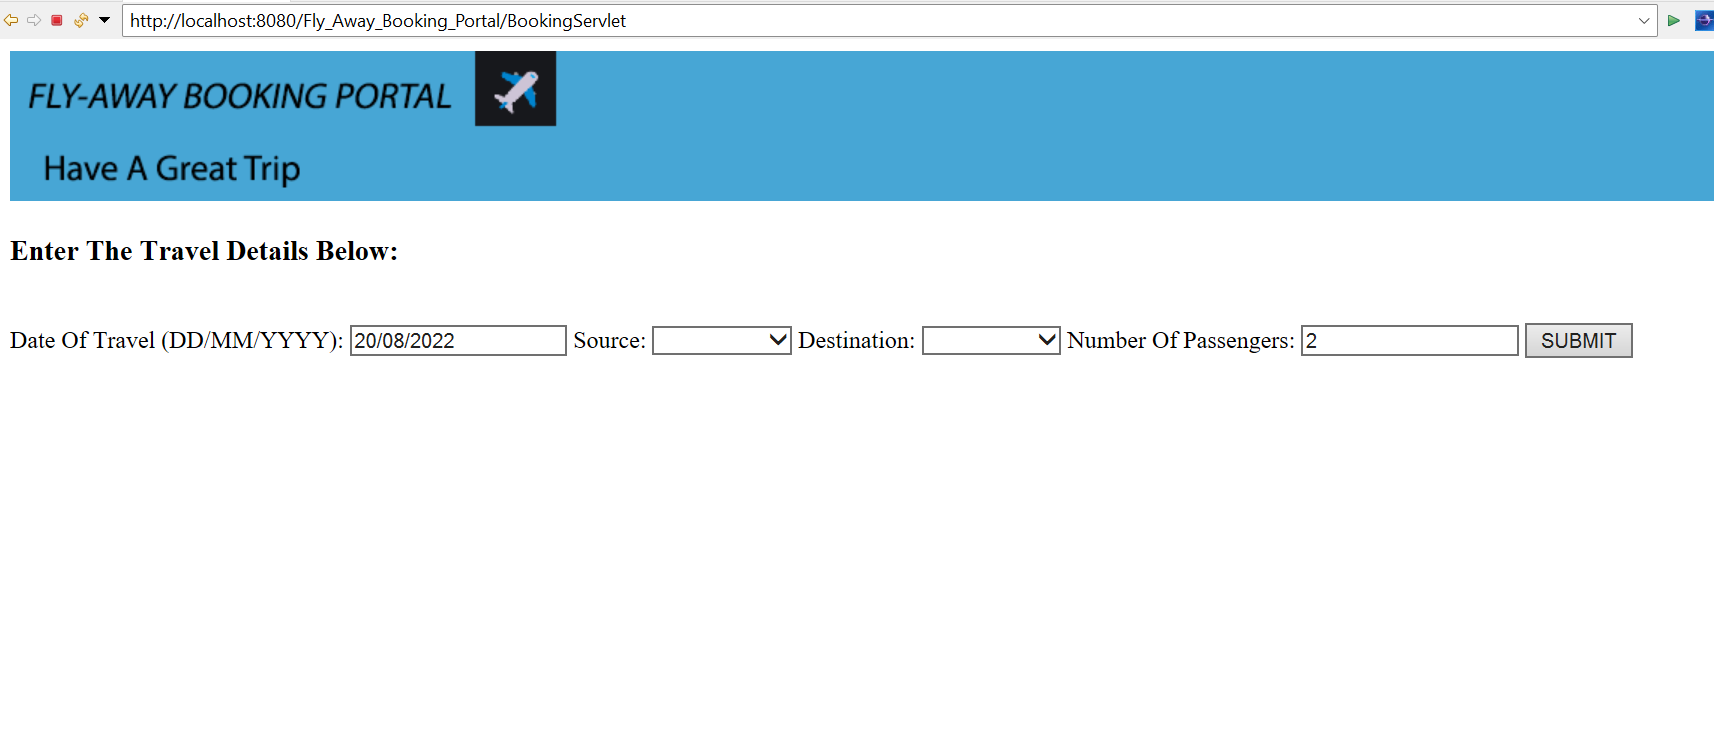 http://localhost:8080/Fly_Away_Booking_Portal/BookingServlet
FLY-AWAY BOOKING PORTAL
Have A Great Trip
Enter The Travel Details Below:
Date Of Travel (DD/MM/YYYY): 20/08/2022 Source: Destination: Number Of Passengers: 2 SUBMIT